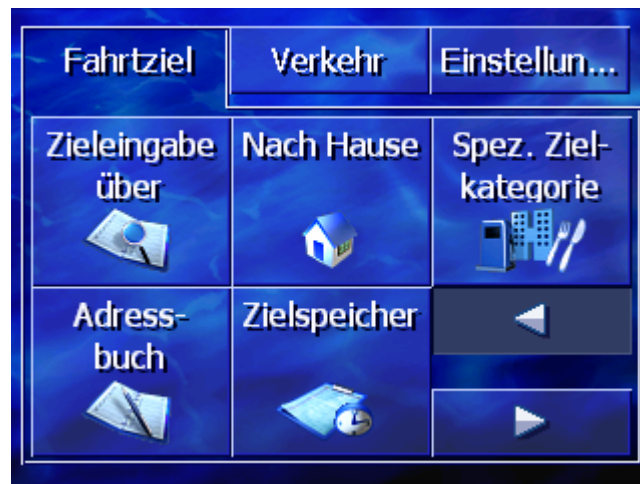 Fahrtziel
Verkehr
Einstellun...
Zieleingabe
über
Nach Hause
Spez. Ziel-
kategorie
Adress-
buch
Zielspeicher